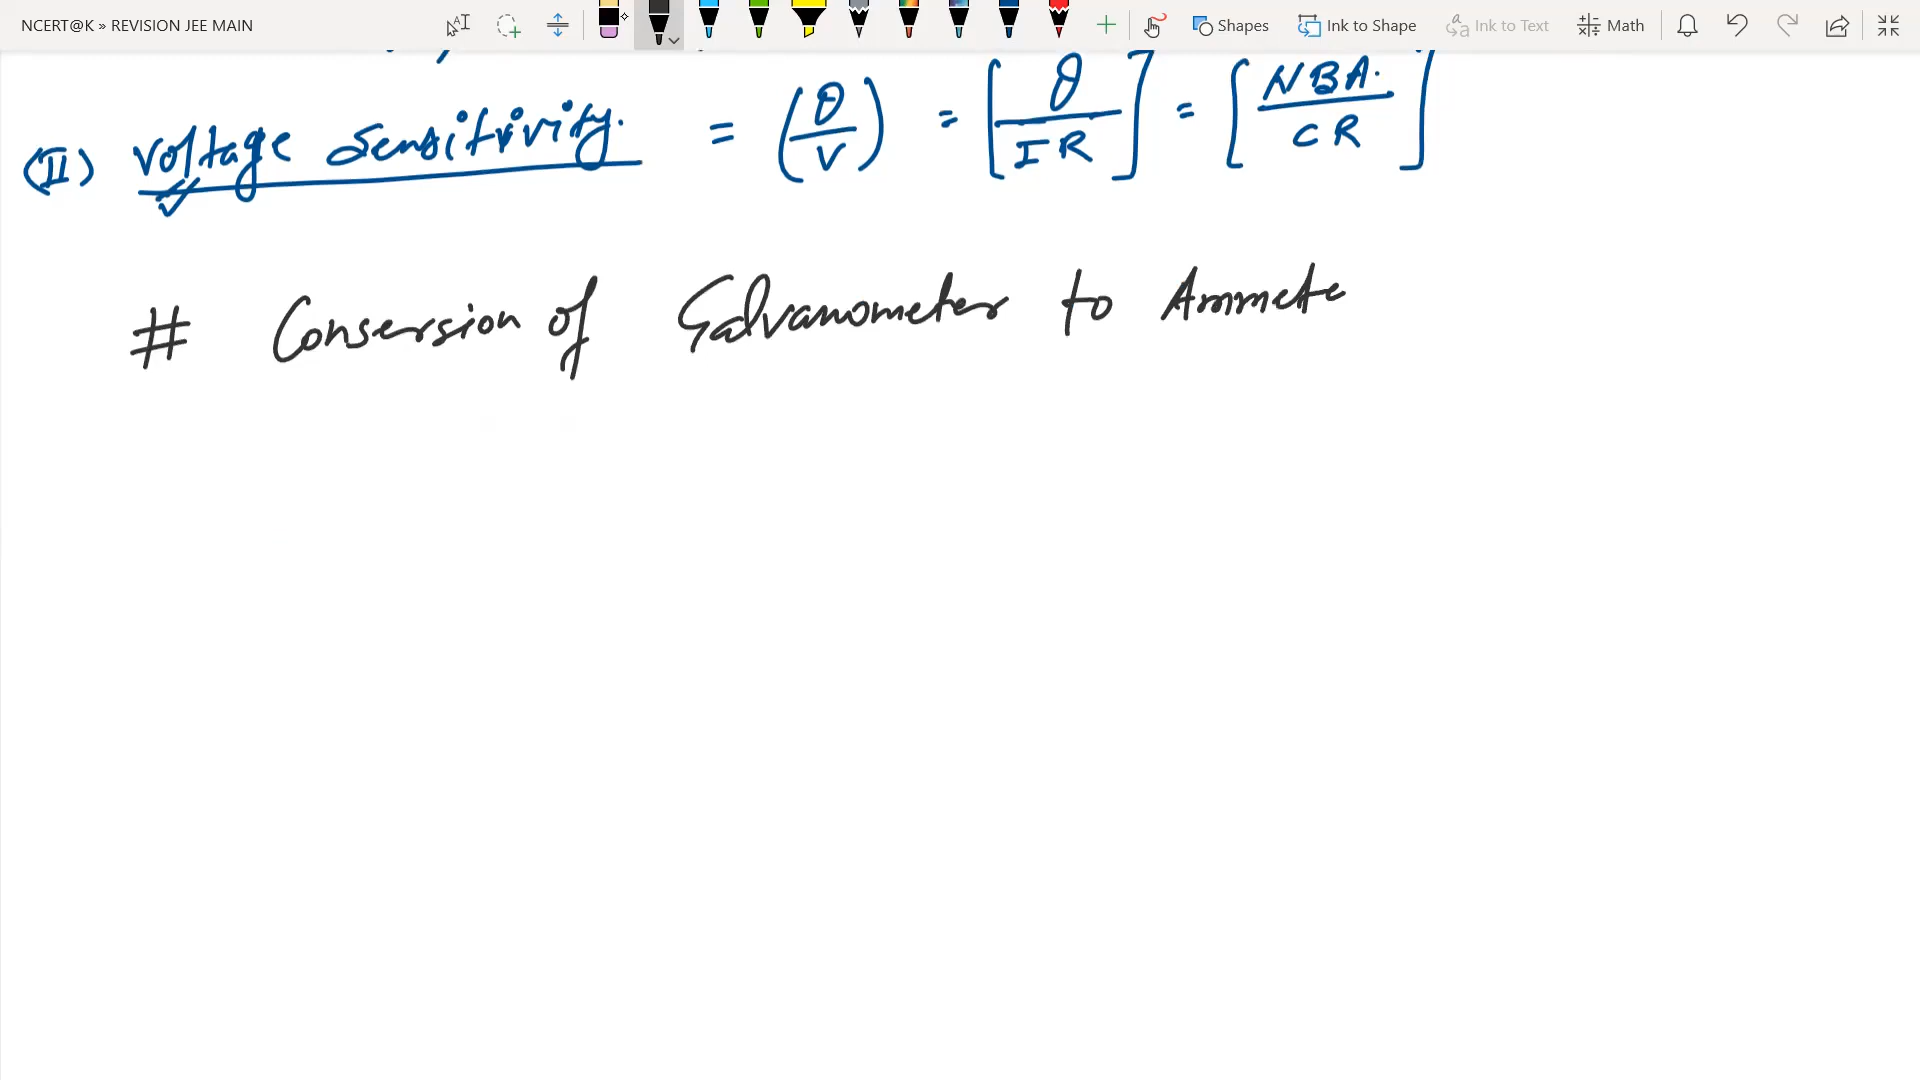 NCERT@K » REVISION JEE MAIN
Shapes Ink to Shape Ink to Text Math
(II) Voltage Sensitivity. = (θ/V) = [θ/IR] = [NBA./CR]
# Consersion of Galvanometer to Ammete